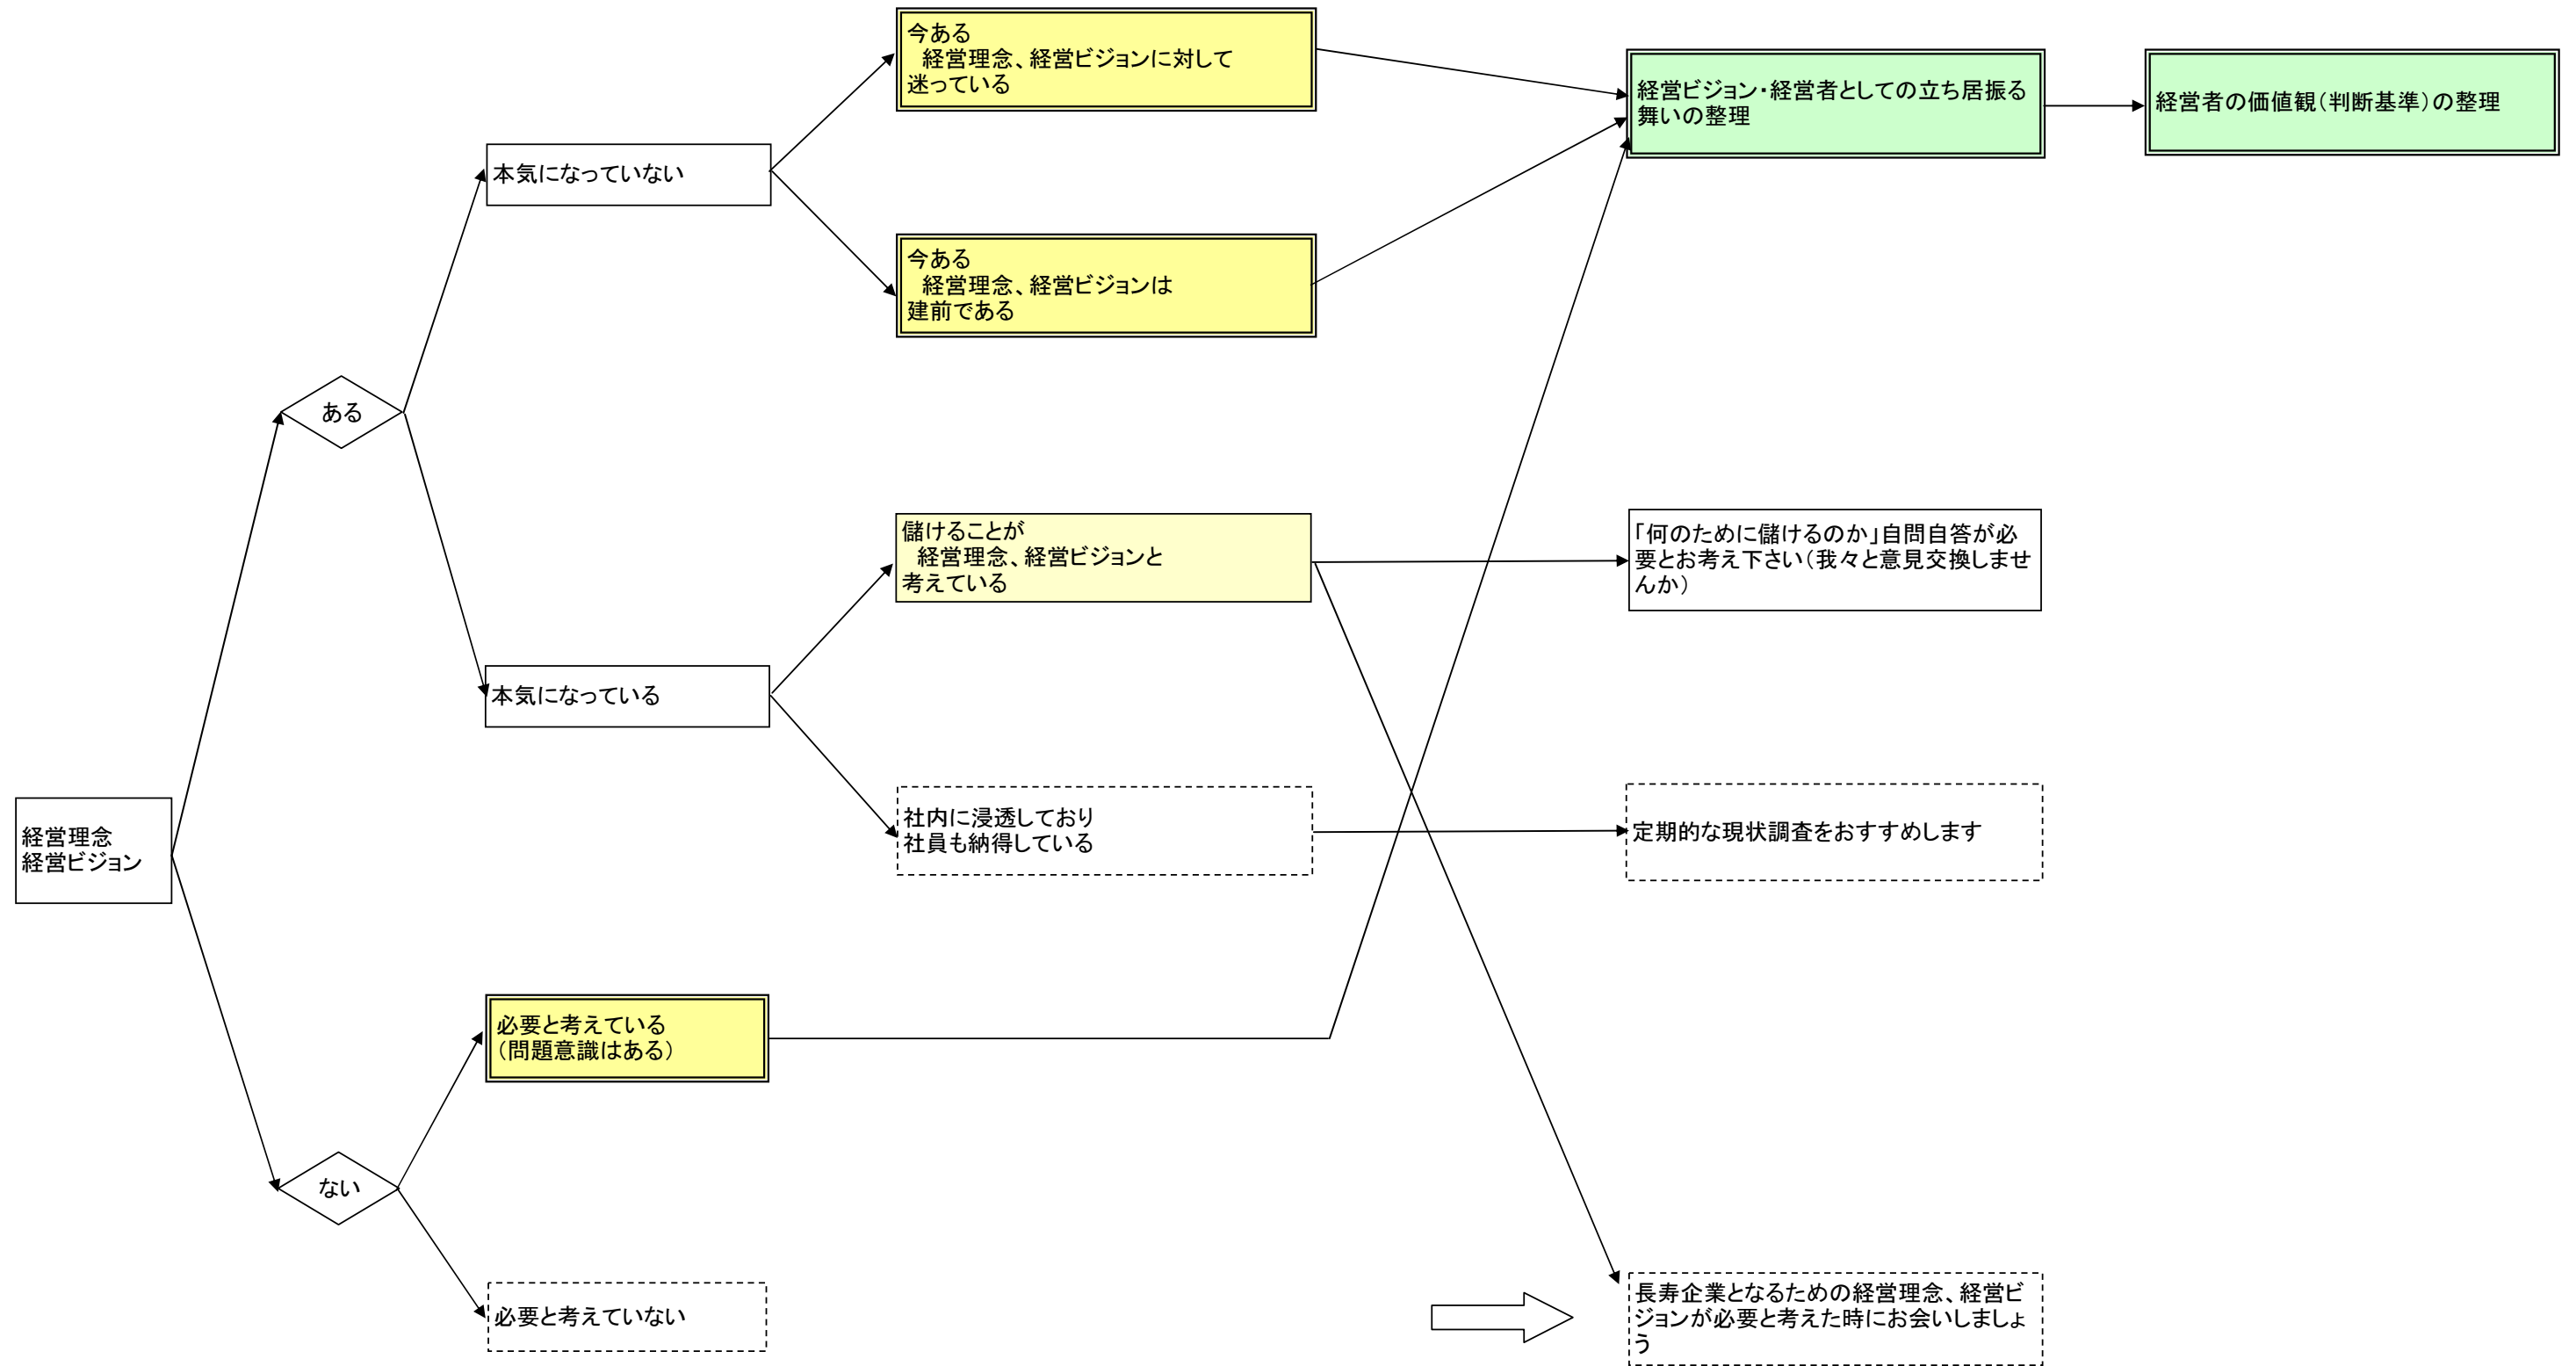 今ある
経営理念、経営ビジョンに対して
迷っている
経営ビジョン・経営者としての立ち居振る
舞いの整理
経営者の価値観（判断基準）の整理
本気になっていない
今ある
経営理念、経営ビジョンは
建前である
ある
儲けることが
経営理念、経営ビジョンと
考えている
「何のために儲けるのか」自問自答が必
要とお考え下さい（我々と意見交換しませ
んか）
本気になっている
社内に浸透しており
社員も納得している
定期的な現状調査をおすすめします
経営理念
経営ビジョン
必要と考えている
（問題意識はある）
ない
必要と考えていない
長寿企業となるための経営理念、経営ビ
ジョンが必要と考えた時にお会いしましょ
う